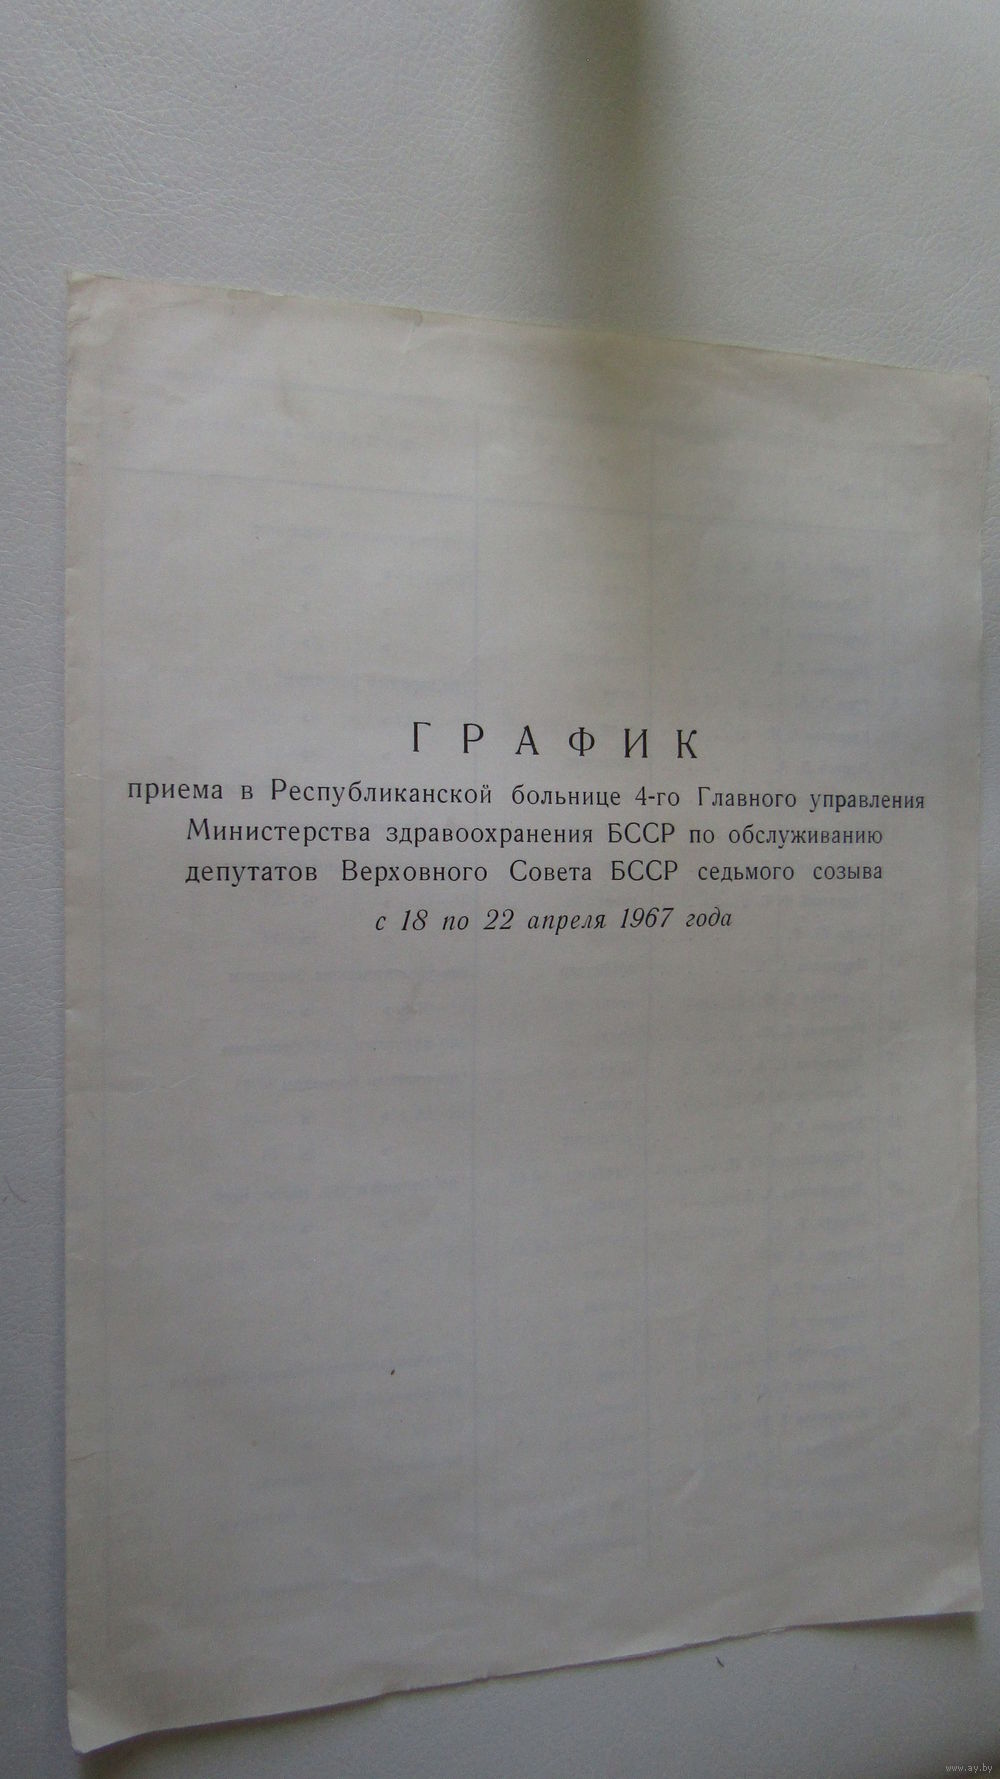 ГРАФИК
приема в Республиканской больнице 4-го Главного управления
Министерства здравоохранения БССР по обслуживанию
депутатов Верховного Совета БССР седьмого созыва
с 18 по 22 апреля 1967 года
www.ay.by